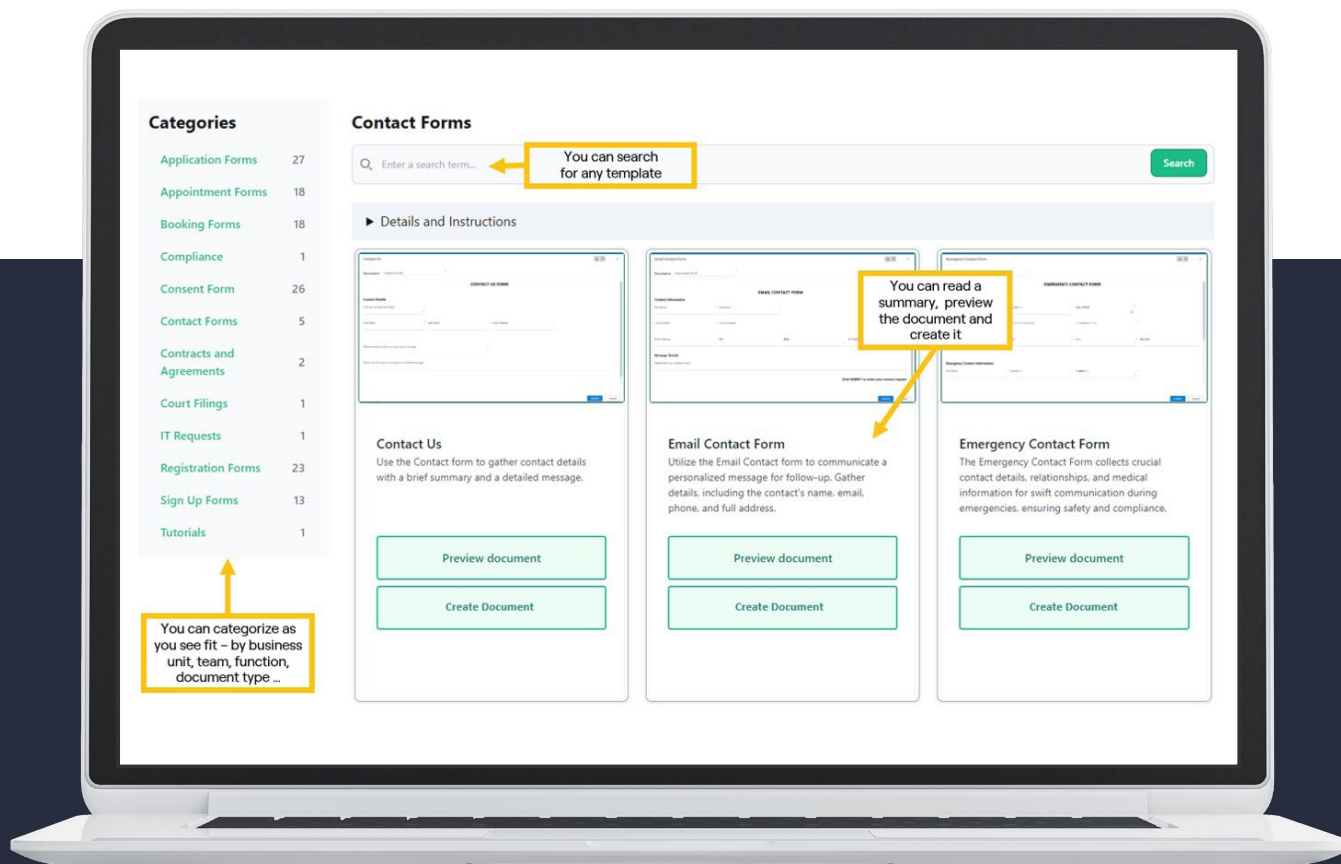 Categories
Application Forms 27
Appointment Forms 18
Booking Forms 18
Compliance 1
Consent Form 26
Contact Forms 5
Contracts and
Agreements 2
Court Filings 1
IT Requests 1
Registration Forms 23
Sign Up Forms 13
Tutorials 1
You can categorize as
you see fit – by business
unit, team, function,
document type ...
Contact Forms
Enter a search term...
You can search
for any template
Search
Details and Instructions
CONTACT US FORM
EMAIL CONTACT FORM
EMERGENCY CONTACT FORM
You can read a
summary, preview
the document and
create it
Contact Us
Use the Contact form to gather contact details
with a brief summary and a detailed message.
Preview document
Create Document
Email Contact Form
Utilize the Email Contact form to communicate a
personalized message for follow-up. Gather
details, including the contact's name, email,
phone, and full address.
Preview document
Create Document
Emergency Contact Form
The Emergency Contact Form collects crucial
contact details, relationships, and medical
information for swift communication during
emergencies, ensuring safety and compliance.
Preview document
Create Document